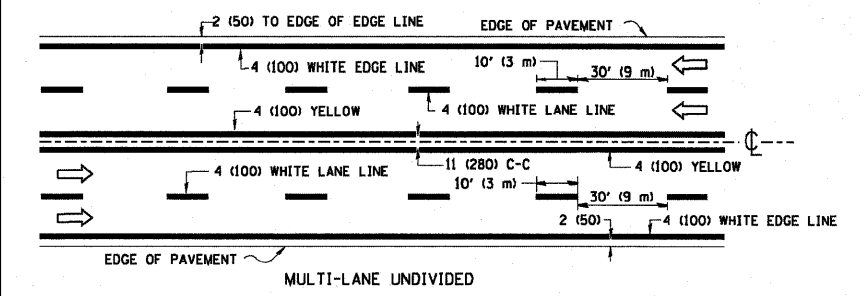 2 (50) TO EDGE OF EDGE LINE
EDGE OF PAVEMENT
4 (100) WHITE EDGE LINE
10' (3 m)
30' (9 m)
4 (100) YELLOW
4 (100) WHITE LANE LINE
CL
4 (100) WHITE LANE LINE
11 (280) C-C
4 (100) YELLOW
10' (3 m)
30' (9 m)
2 (50)
4 (100) WHITE EDGE LINE
EDGE OF PAVEMENT
MULTI-LANE UNDIVIDED